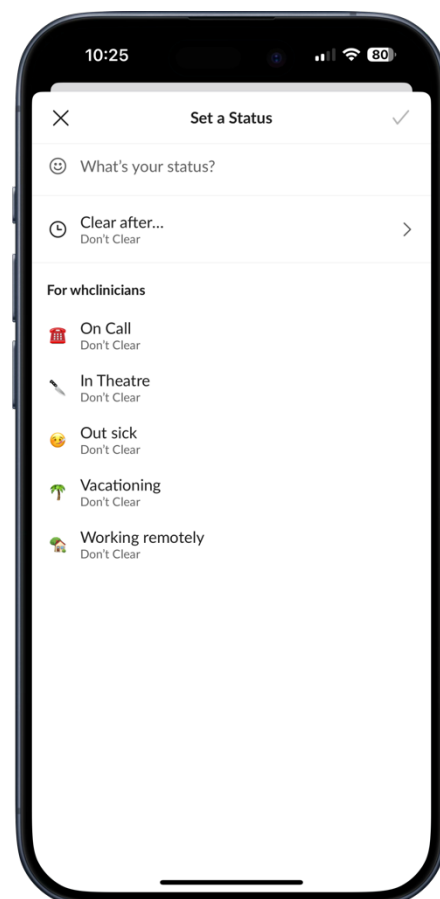 10:25
80
Set a Status
What's your status?
Clear after...
Don't Clear
For whclinicians
On Call
Don't Clear
In Theatre
Don't Clear
Out sick
Don't Clear
Vacationing
Don't Clear
Working remotely
Don't Clear